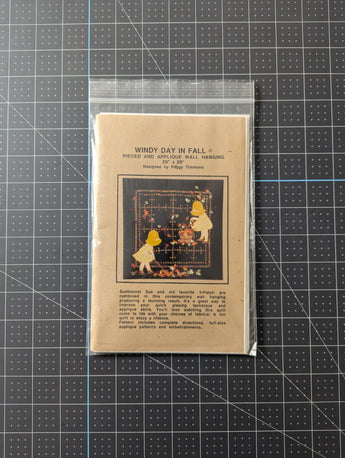 WINDY DAY IN FALL ©
PIECED AND APPLIQUE WALL HANGING
29" x 29"
Designed by Peggy Timmons
Sunbonnet Sue and old favorite 9-Patch are
combined in this contemporary wall hanging
producing a stunning result. It's a great way to
improve your quick piecing technique and
applique skills. You'll love watching this quilt
come to life with your choices of fabrics! A fun
quilt to enjoy a lifetime.
Pattern includes complete directions, full-size
applique patterns and embellishments.